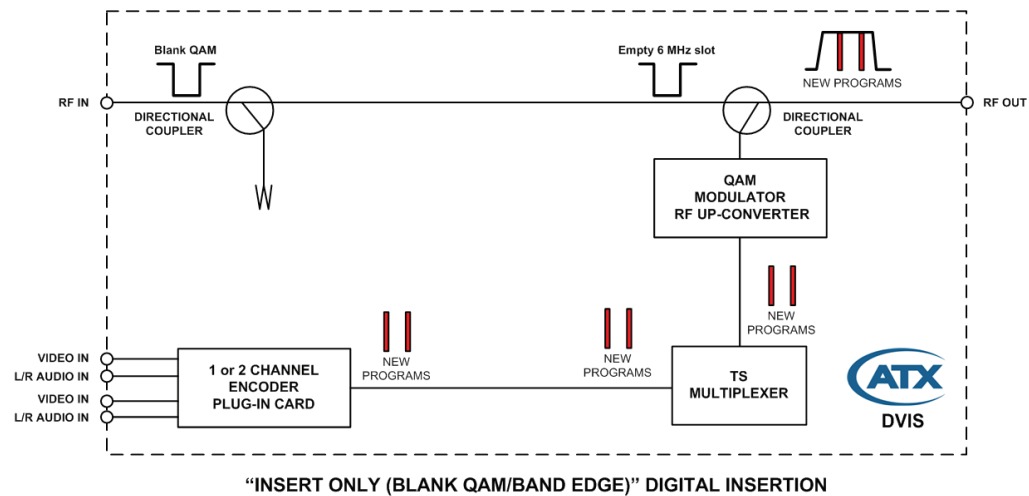 Blank QAM
Empty 6 MHz slot
NEW PROGRAMS
RF IN
RF OUT
DIRECTIONAL
COUPLER
DIRECTIONAL
COUPLER
QAM
MODULATOR
RF UP-CONVERTER
NEW
PROGRAMS
NEW
PROGRAMS
NEW
PROGRAMS
VIDEO IN
L/R AUDIO IN
VIDEO IN
L/R AUDIO IN
1 or 2 CHANNEL
ENCODER
PLUG-IN CARD
TS
MULTIPLEXER
ATX
DVIS
“INSERT ONLY (BLANK QAM/BAND EDGE)” DIGITAL INSERTION